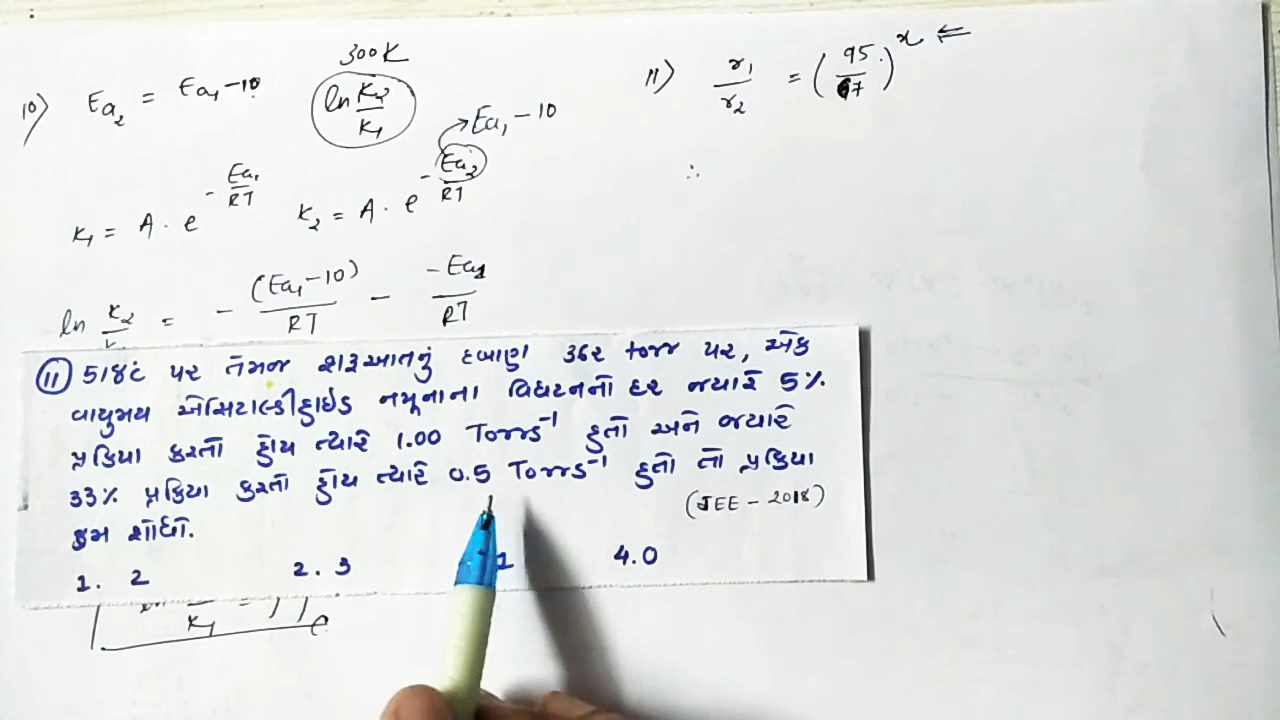 10) Ea₂ = Ea₁-10
300K
ln K₂/K₁
Ea₁-10
K₁ = A. e^-Ea₁/RT K₂ = A. e^-Ea₂/RT
ln K₂/ = -(Ea₁-10)/RT - -Ea₁/RT
11) r₁/r₂ = (95/67)^x ⇐
∴
(11) 518℃ પર તેમજ શરૂઆતનું દબાણ 362 torr પર, એક
વાયુમય એસિટાલ્ડીહાઇડ નમૂનાના વિઘટનનો દર જ્યારે 5%
પ્રક્રિયા કરતો હોય ત્યારે 1.00 Torrs⁻¹ હતો અને જ્યારે
33% પ્રક્રિયા કરતો હોય ત્યારે 0.5 Torrs⁻¹ હતો તો પ્રક્રિયા
ક્રમ શોધો. (JEE - 2018)
1. 2 2. 3 1 4. 0
K₁